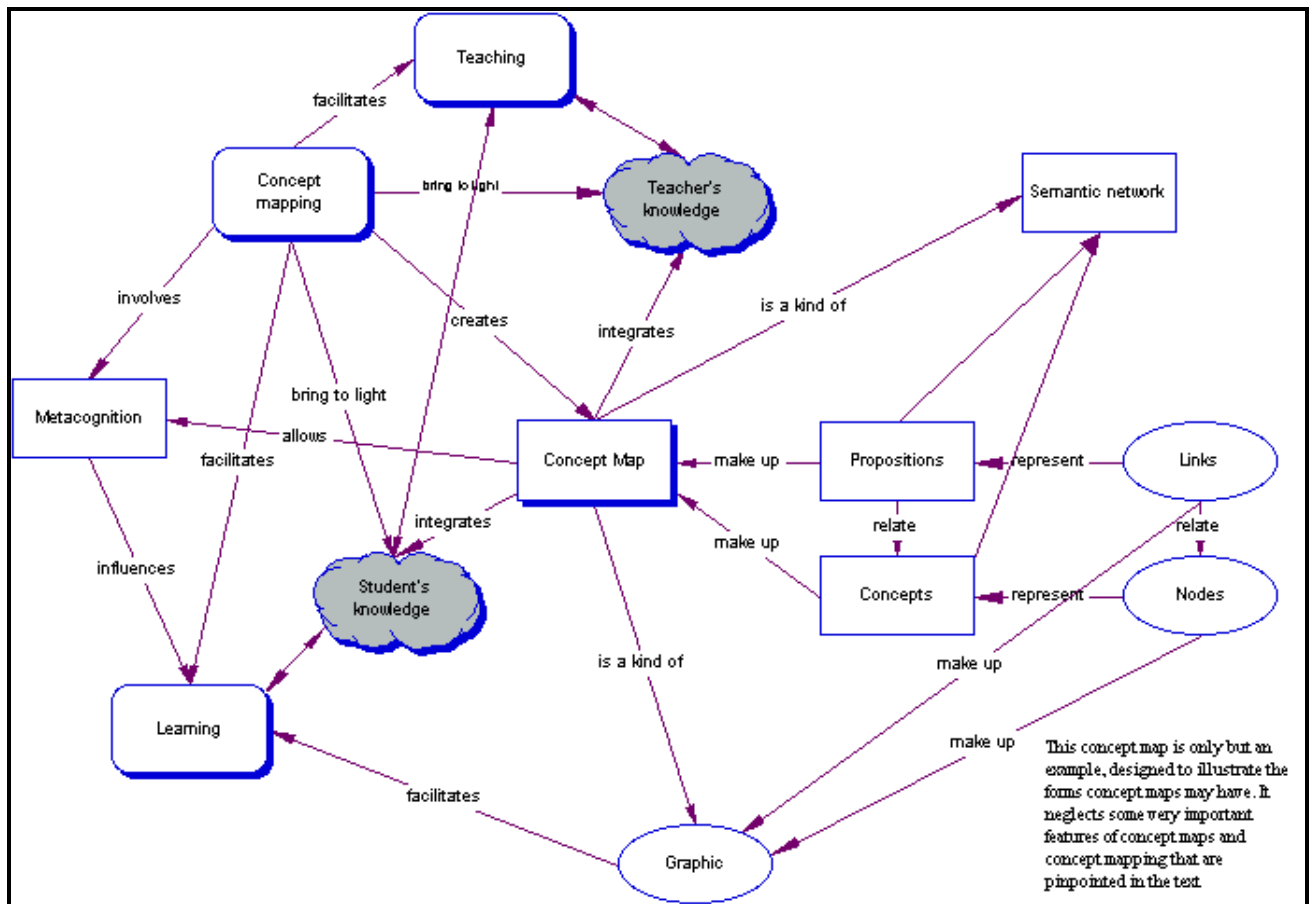 Teaching
facilitates
Concept
mapping
bring to light
Teacher's
knowledge
Semantic network
involves
creates
integrates
is a kind of
Metacognition
bring to light
allows
facilitates
Concept Map
make up
Propositions
represent
Links
integrates
relate
relate
make up
influences
Student's
knowledge
Concepts
represent
Nodes
is a kind of
make up
Learning
make up
facilitates
Graphic
This concept map is only but an
example, designed to illustrate the
forms concept maps may have. It
neglects some very important
features of concept maps and
concept mapping that are
pinpointed in the text